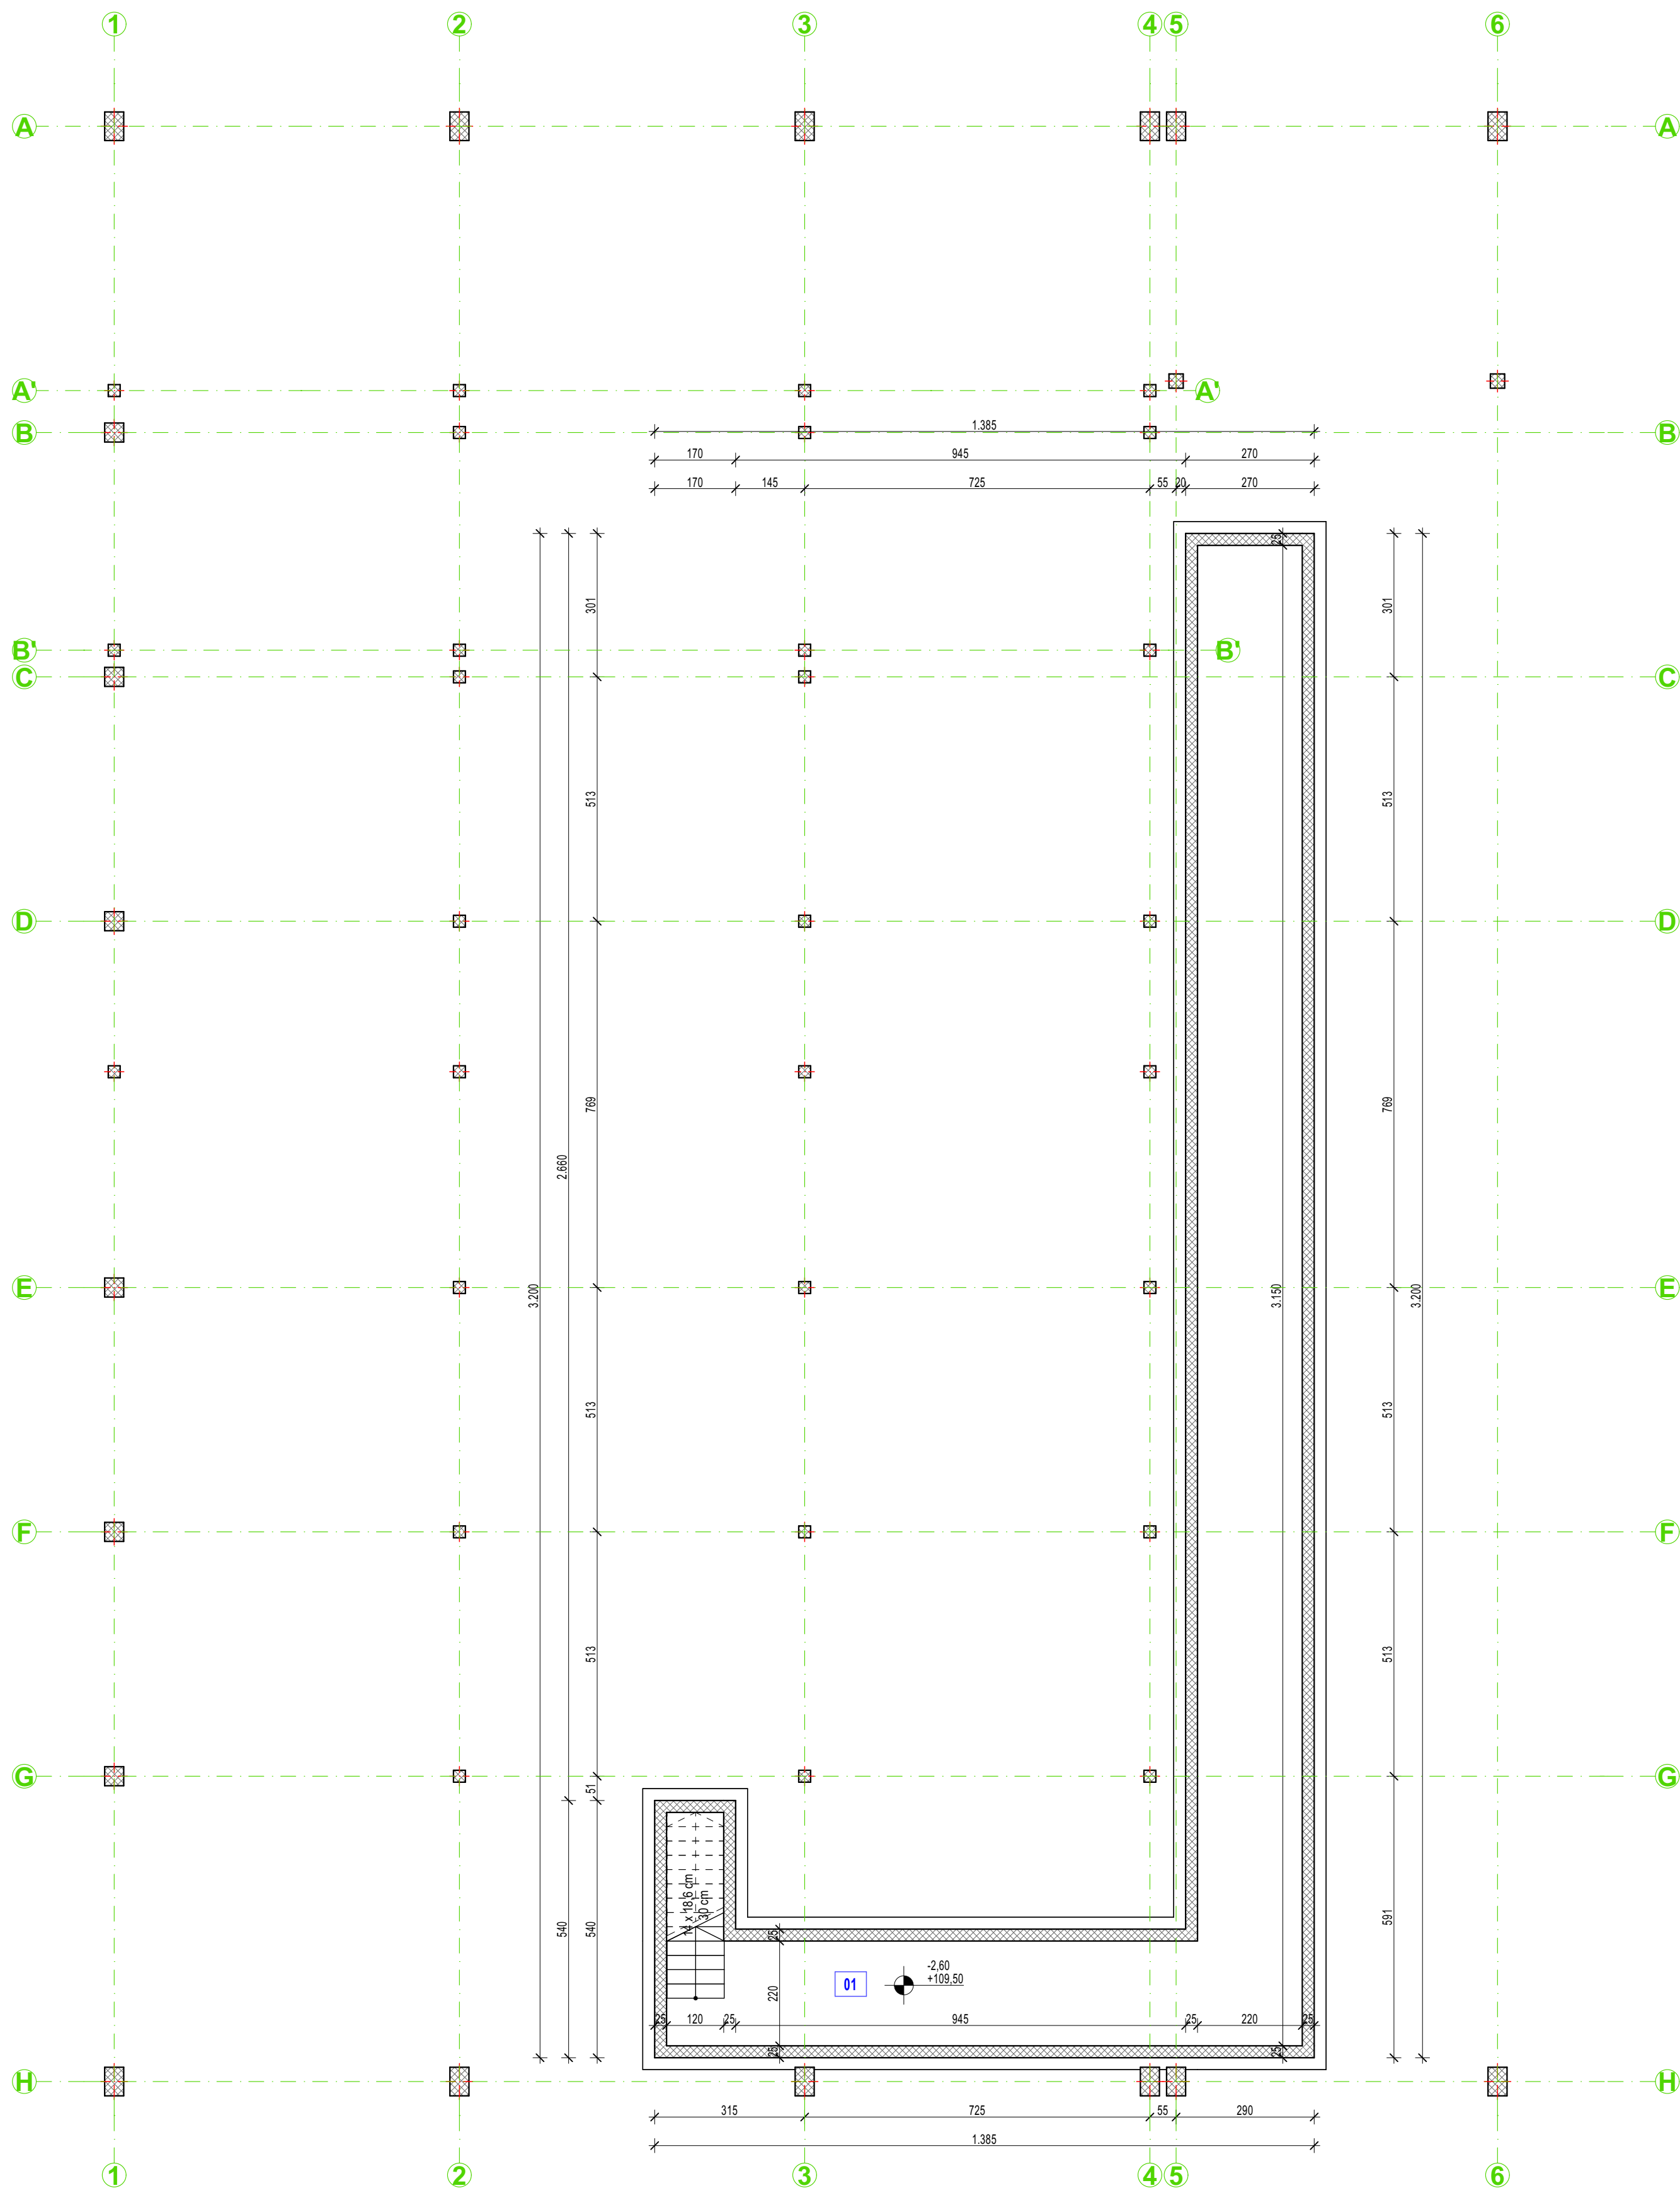 1 2 3 4 5 6
A A
A' A'
B B
1.385
170 945 270
170 145 725 55 20 270
25
301 301
B' B'
C C
513 513
D D
769 769
2.660
E E
3.200 3.150 3.200
513 513
F F
513 513
G G
51
14 x 18,6 cm
30 cm
540 540 25 591
-2,60
01 +109,50
220
25 120 25 945 25 220 25
25 25
H H
315 725 55 290
1.385
1 2 3 4 5 6